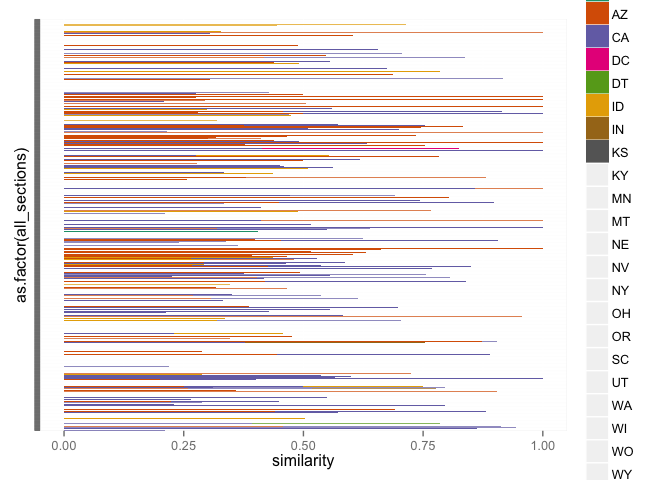 AZ
CA
DC
DT
ID
IN
KS
KY
MN
MT
NE
NV
NY
OH
OR
SC
UT
WA
WI
WO
WY
as.factor(all_sections)
0.00 0.25 0.50 0.75 1.00
similarity